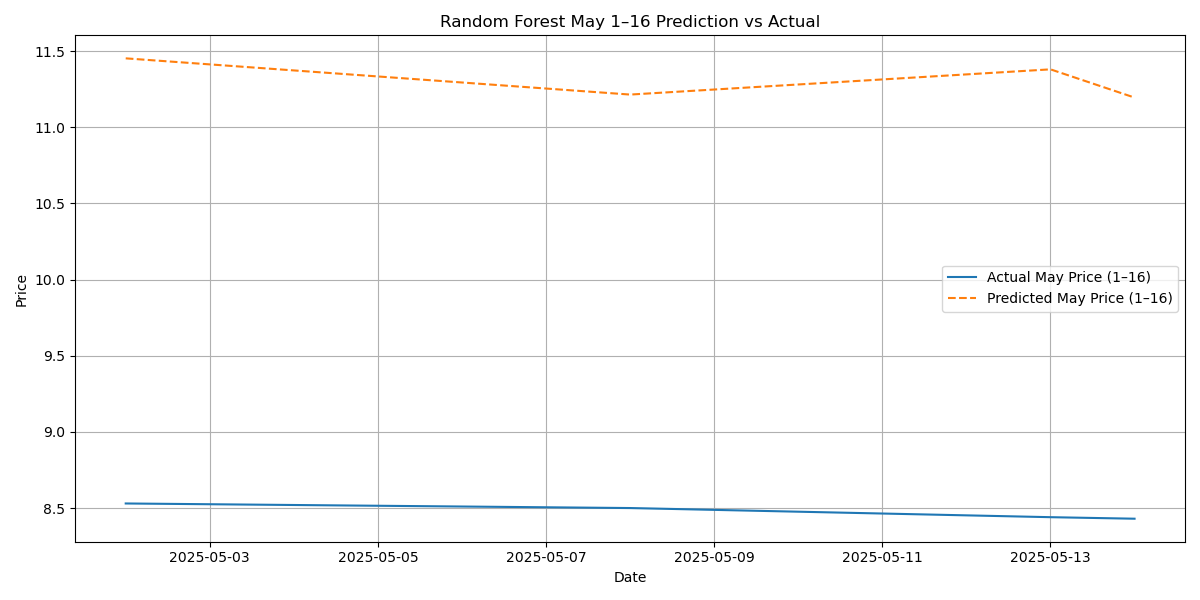 Random Forest May 1–16 Prediction vs Actual
11.5
11.0
10.5
10.0
9.5
9.0
8.5
Price
Actual May Price (1–16)
Predicted May Price (1–16)
2025-05-03
2025-05-05
2025-05-07
2025-05-09
2025-05-11
2025-05-13
Date